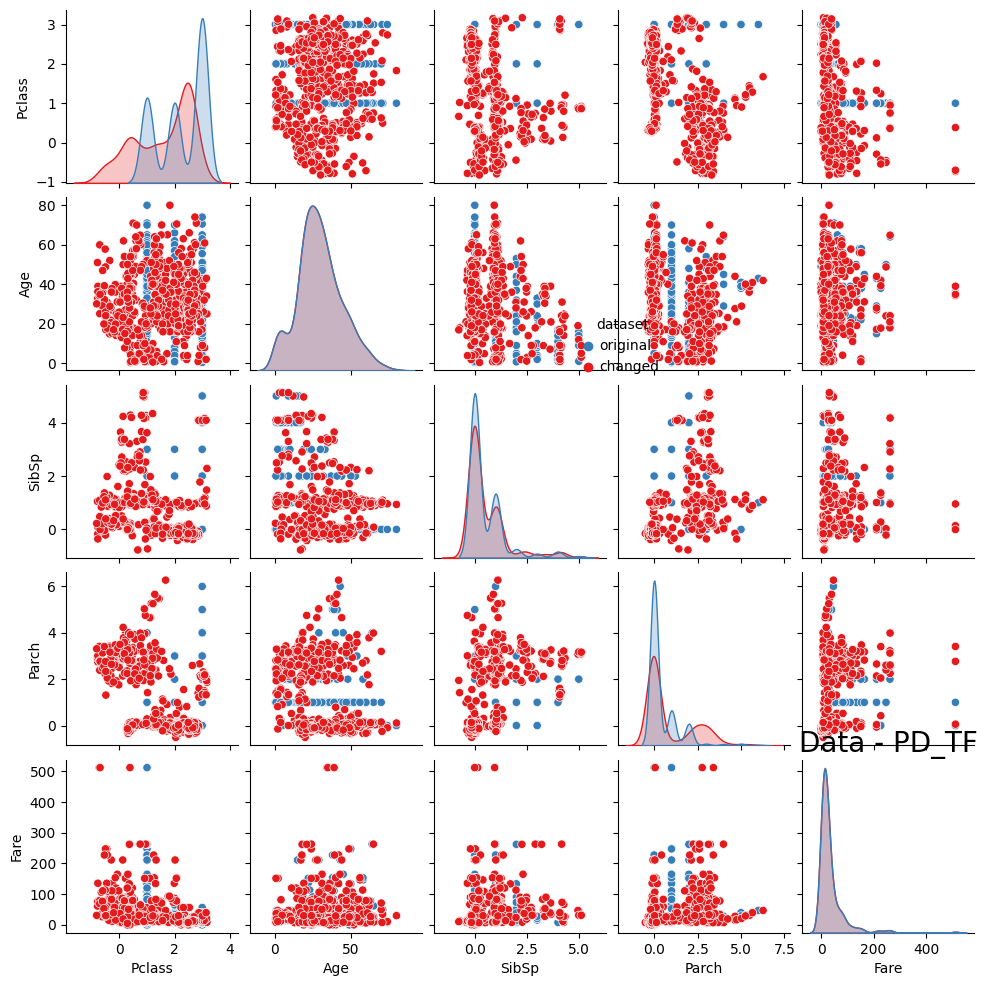 3
2
1
0
−1
Pclass
80
60
40
20
0
Age
dataset
original
changed
4
2
0
SibSp
6
4
2
0
Parch
Data - PD_TF
500
400
300
200
100
0
Fare
0 2 4
0 50
0.0 2.5 5.0
0.0 2.5 5.0 7.5
0 200 400
Pclass Age SibSp Parch Fare